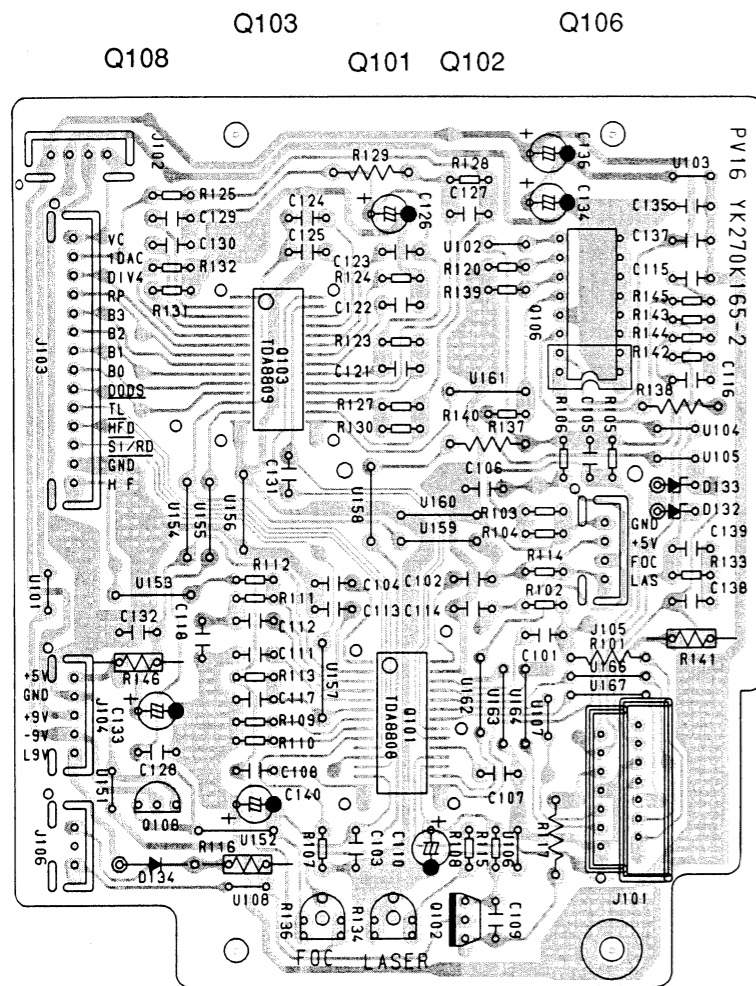 Q103
Q106
Q108
Q101 Q102
J102
R129
R128
C136
U103
PV16 YK270K165-2
R125
C124
C126
C127
C134
C135
C129
C130
C125
C123
U102
C137
VC
1DAC
DIV4
RP
B3
B2
B1
B0
DODS
TL
MFD
SI/RD
GND
H F
J103
R132
R131
R124
C122
R120
R139
C115
Q103
TDA8809
R123
C121
Q106
R145
R143
R144
R142
U161
R138
C116
R127
R130
R140
R137
R106
C105
R105
U104
U105
C131
C106
D133
D132
U154
U155
U156
U158
U160
U159
R103
R104
GND
+5V
FOC
LAS
C139
R112
R114
R133
U101
U153
R111
C104
C113
C102
C114
R102
C138
C132
C118
C112
C101
J105
R101
R141
C111
R146
R113
U157
U166
U167
+5V
GND
+9V
-9V
L9V
J104
C133
C117
R109
R110
Q101
TDA8808
U162
U163
U164
U107
C128
C108
C107
U151
Q108
C140
J106
U152
R107
C103
C110
R108
R115
U106
R117
R116
D134
U108
J101
R136
R134
Q102
C109
FOC
LASER